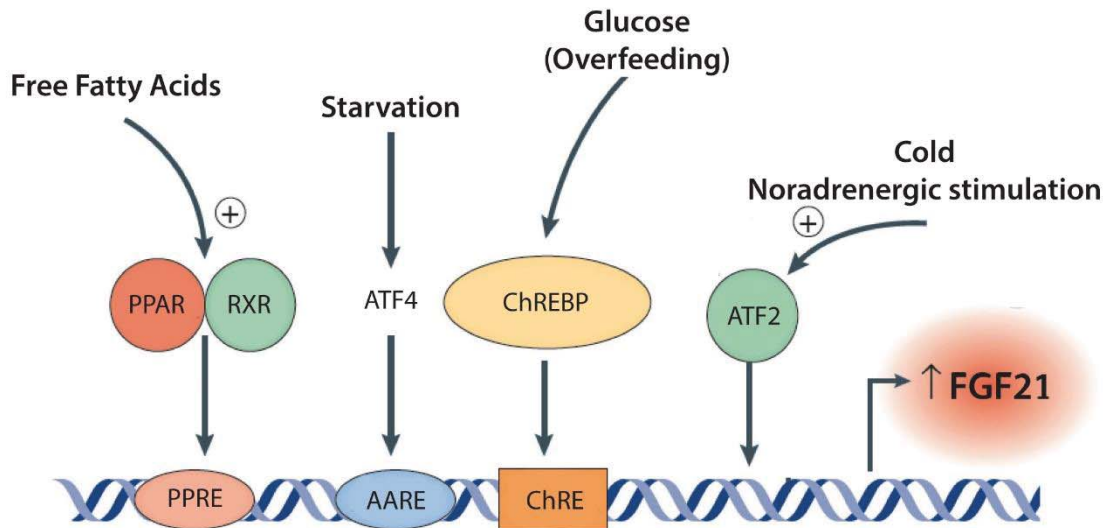 Glucose
(Overfeeding)
Free Fatty Acids
Starvation
Cold
Noradrenergic stimulation
+
+
PPAR
RXR
ATF4
ChREBP
ATF2
↑ FGF21
PPRE
AARE
ChRE